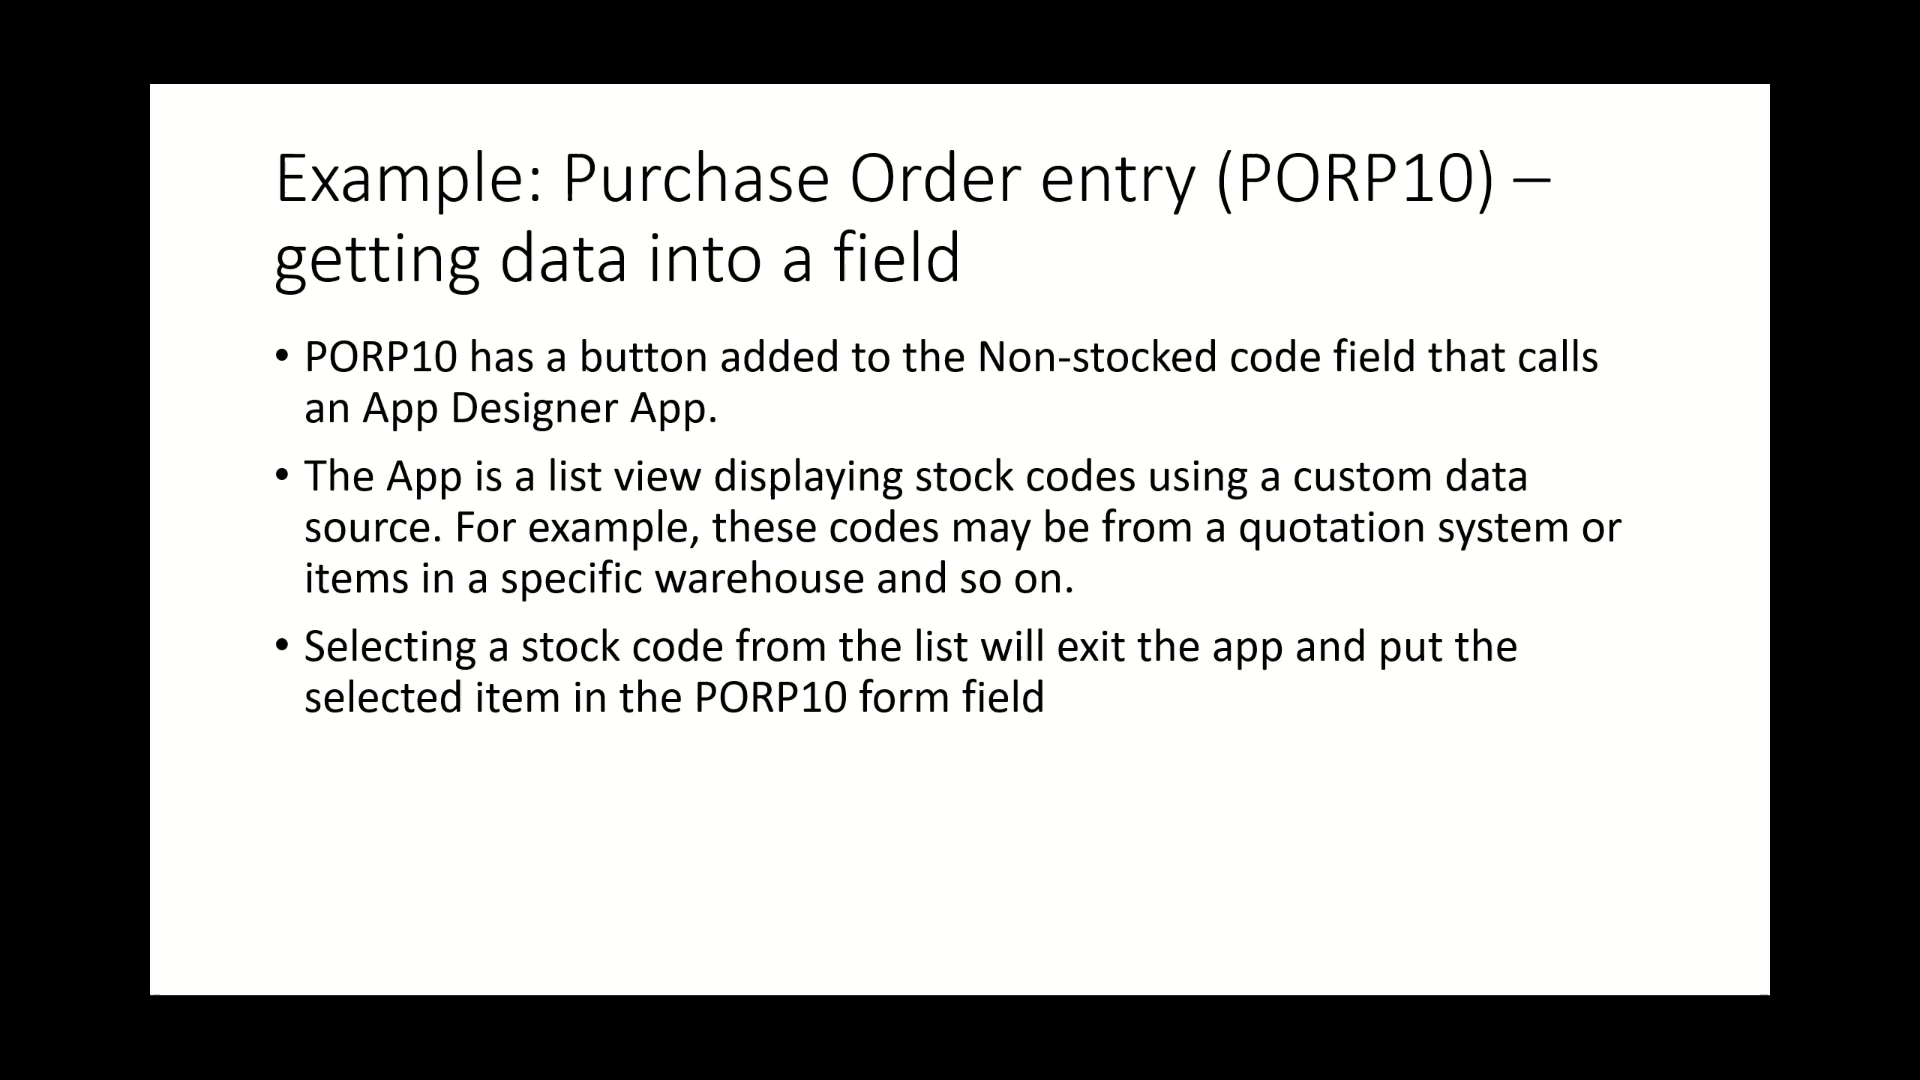 Example: Purchase Order entry (PORP10) –
getting data into a field
• PORP10 has a button added to the Non-stocked code field that calls
an App Designer App.
• The App is a list view displaying stock codes using a custom data
source. For example, these codes may be from a quotation system or
items in a specific warehouse and so on.
• Selecting a stock code from the list will exit the app and put the
selected item in the PORP10 form field